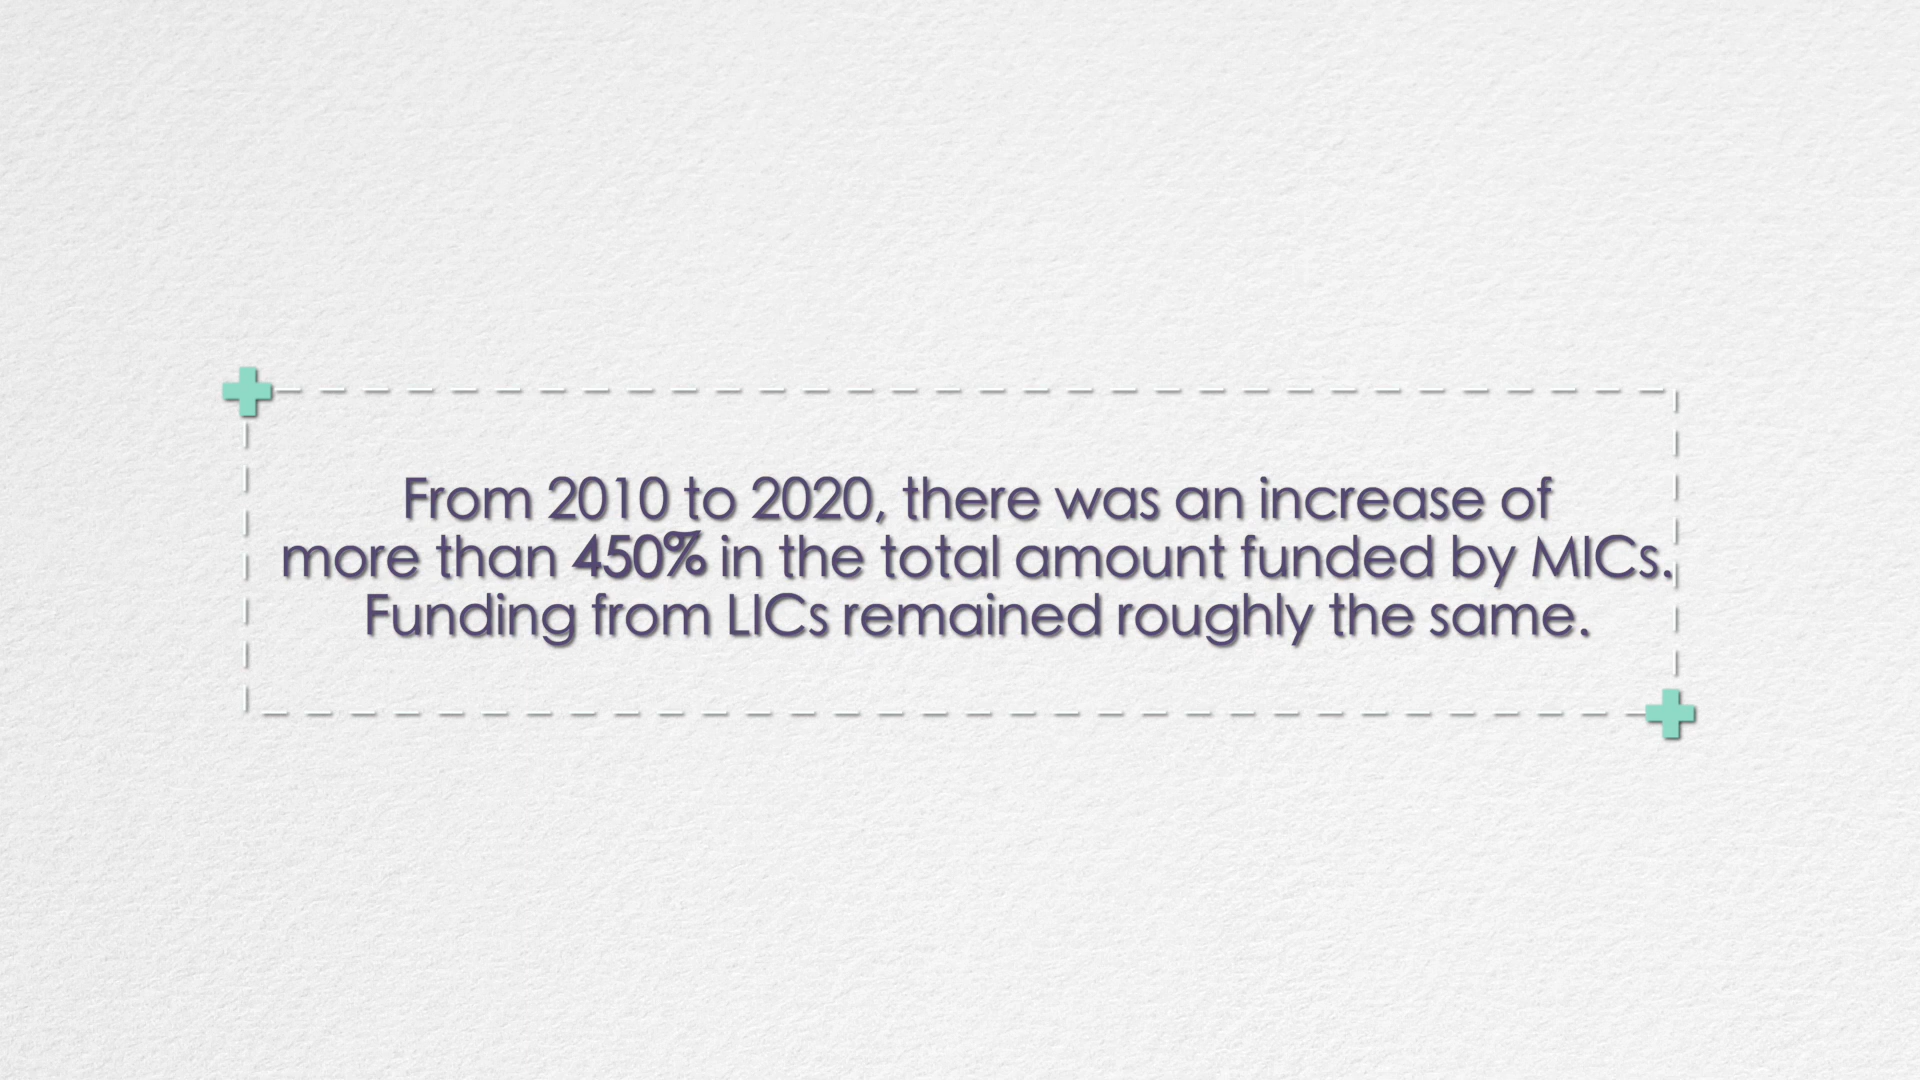 From 2010 to 2020, there was an increase of
more than 450% in the total amount funded by MICs.
Funding from LICs remained roughly the same.